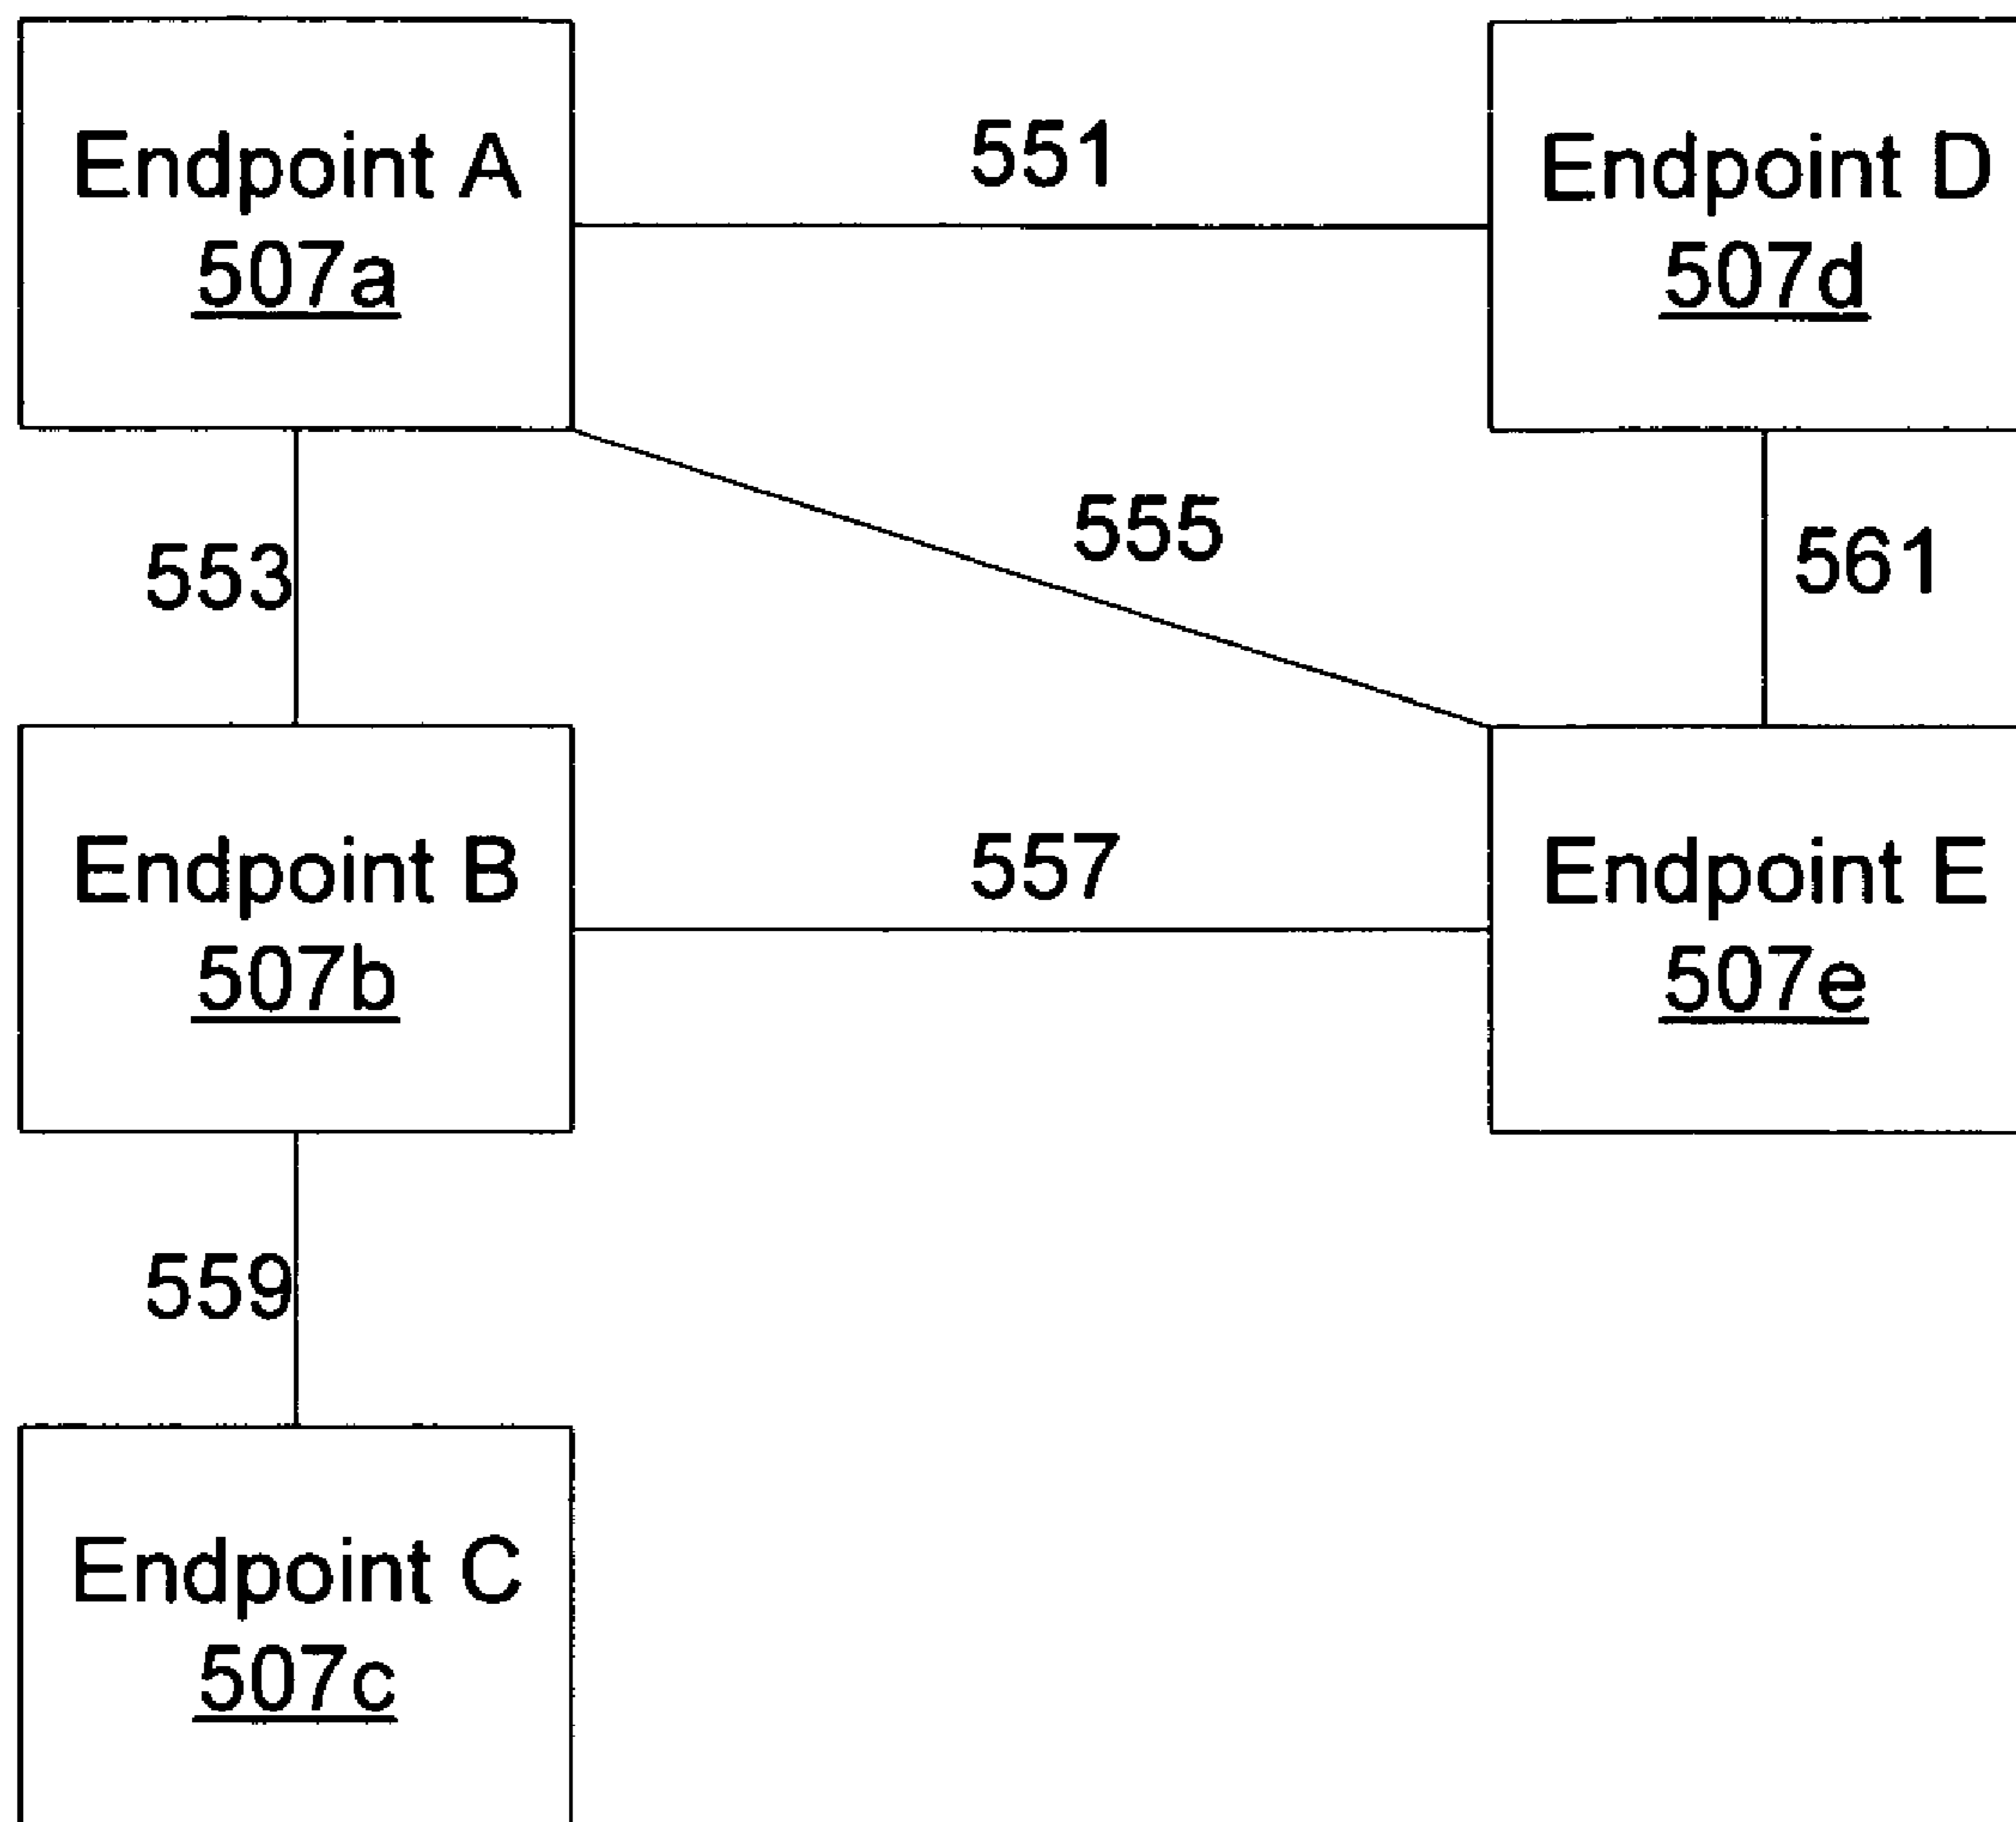 Endpoint A
507a
551
Endpoint D
507d
553
555
561
Endpoint B
507b
557
Endpoint E
507e
559
Endpoint C
507c